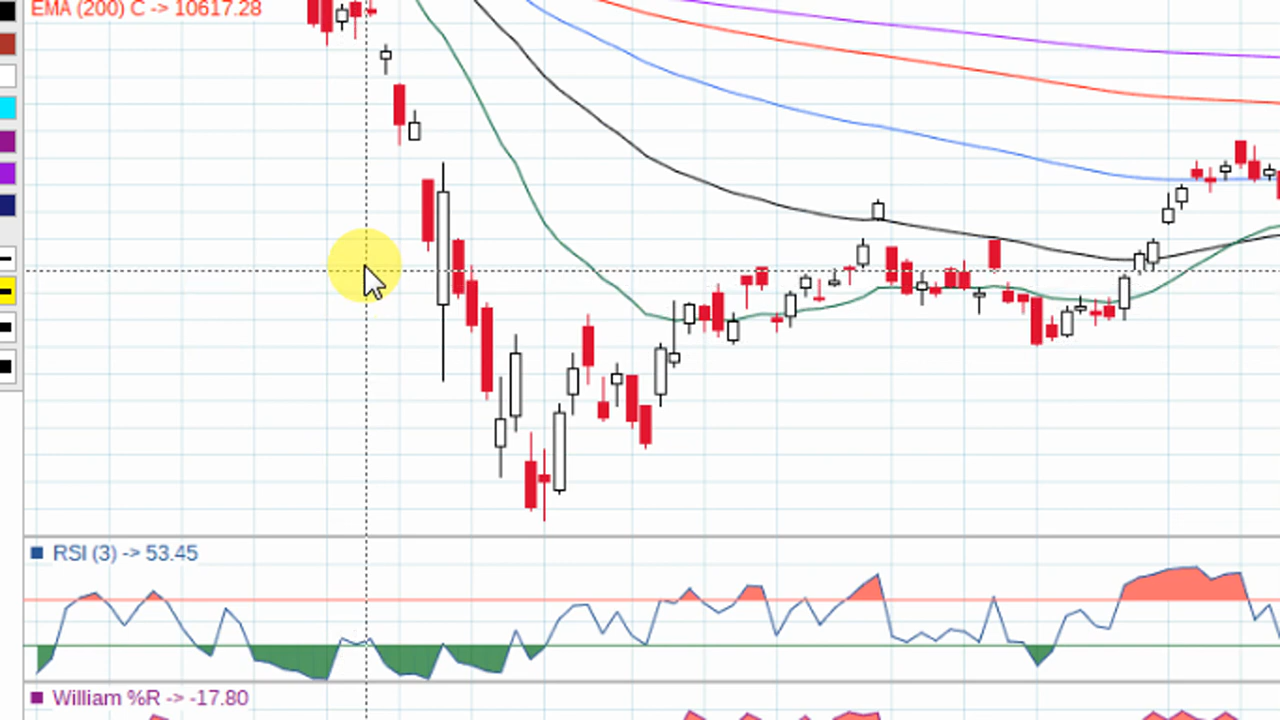 EMA (200) C -> 10617.28
RSI (3) -> 53.45
William %R -> -17.80